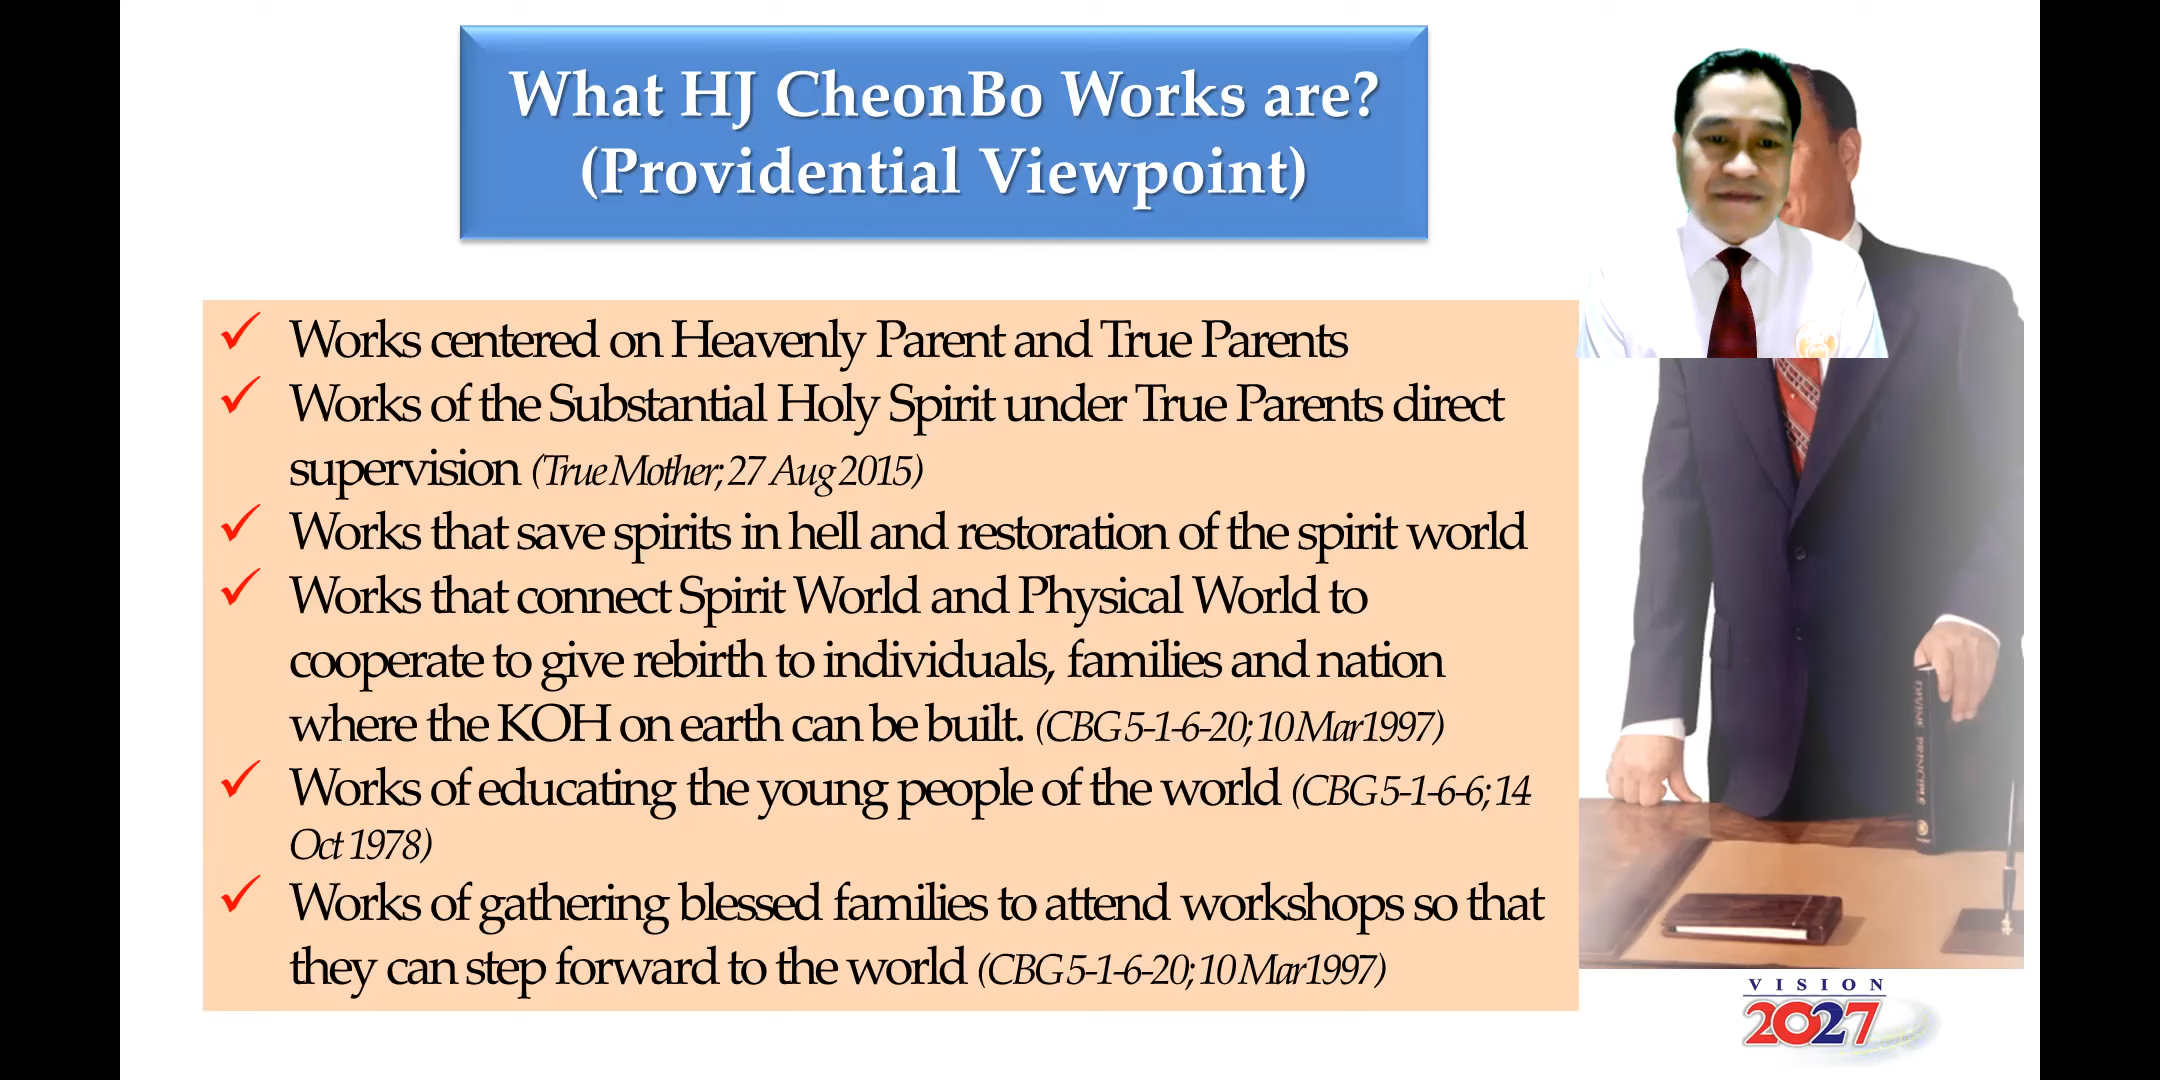 What HJ CheonBo Works are?
(Providential Viewpoint)
Works centered on Heavenly Parent and True Parents
Works of the Substantial Holy Spirit under True Parents direct
supervision (True Mother; 27 Aug 2015)
Works that save spirits in hell and restoration of the spirit world
Works that connect Spirit World and Physical World to
cooperate to give rebirth to individuals, families and nation
where the KOH on earth can be built. (CBG 5-1-6-20; 10 Mar1997)
Works of educating the young people of the world (CBG 5-1-6-6; 14
Oct 1978)
Works of gathering blessed families to attend workshops so that
they can step forward to the world (CBG 5-1-6-20; 10 Mar1997)
DIVINE PRINCIPLE
VISION
2027